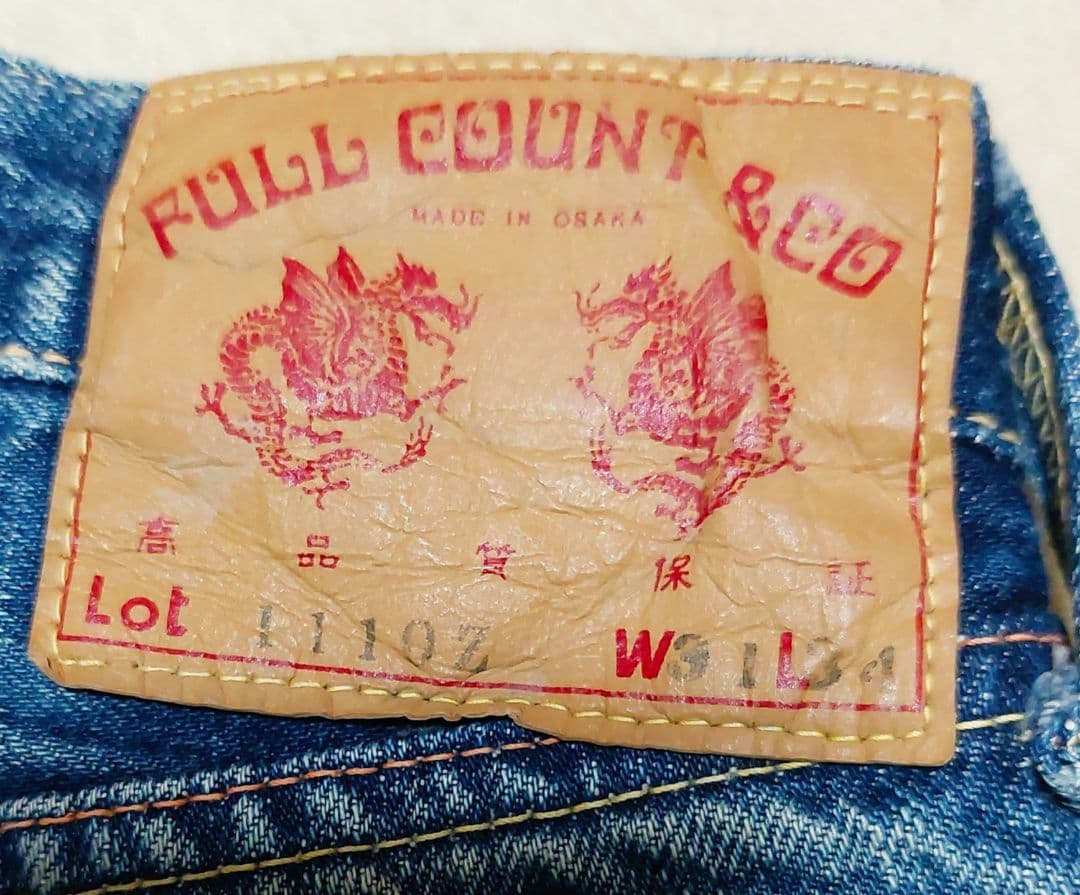 FULL COUNT & CO
MADE IN OSAKA
高品質保証
Lot 1110Z W31 L34